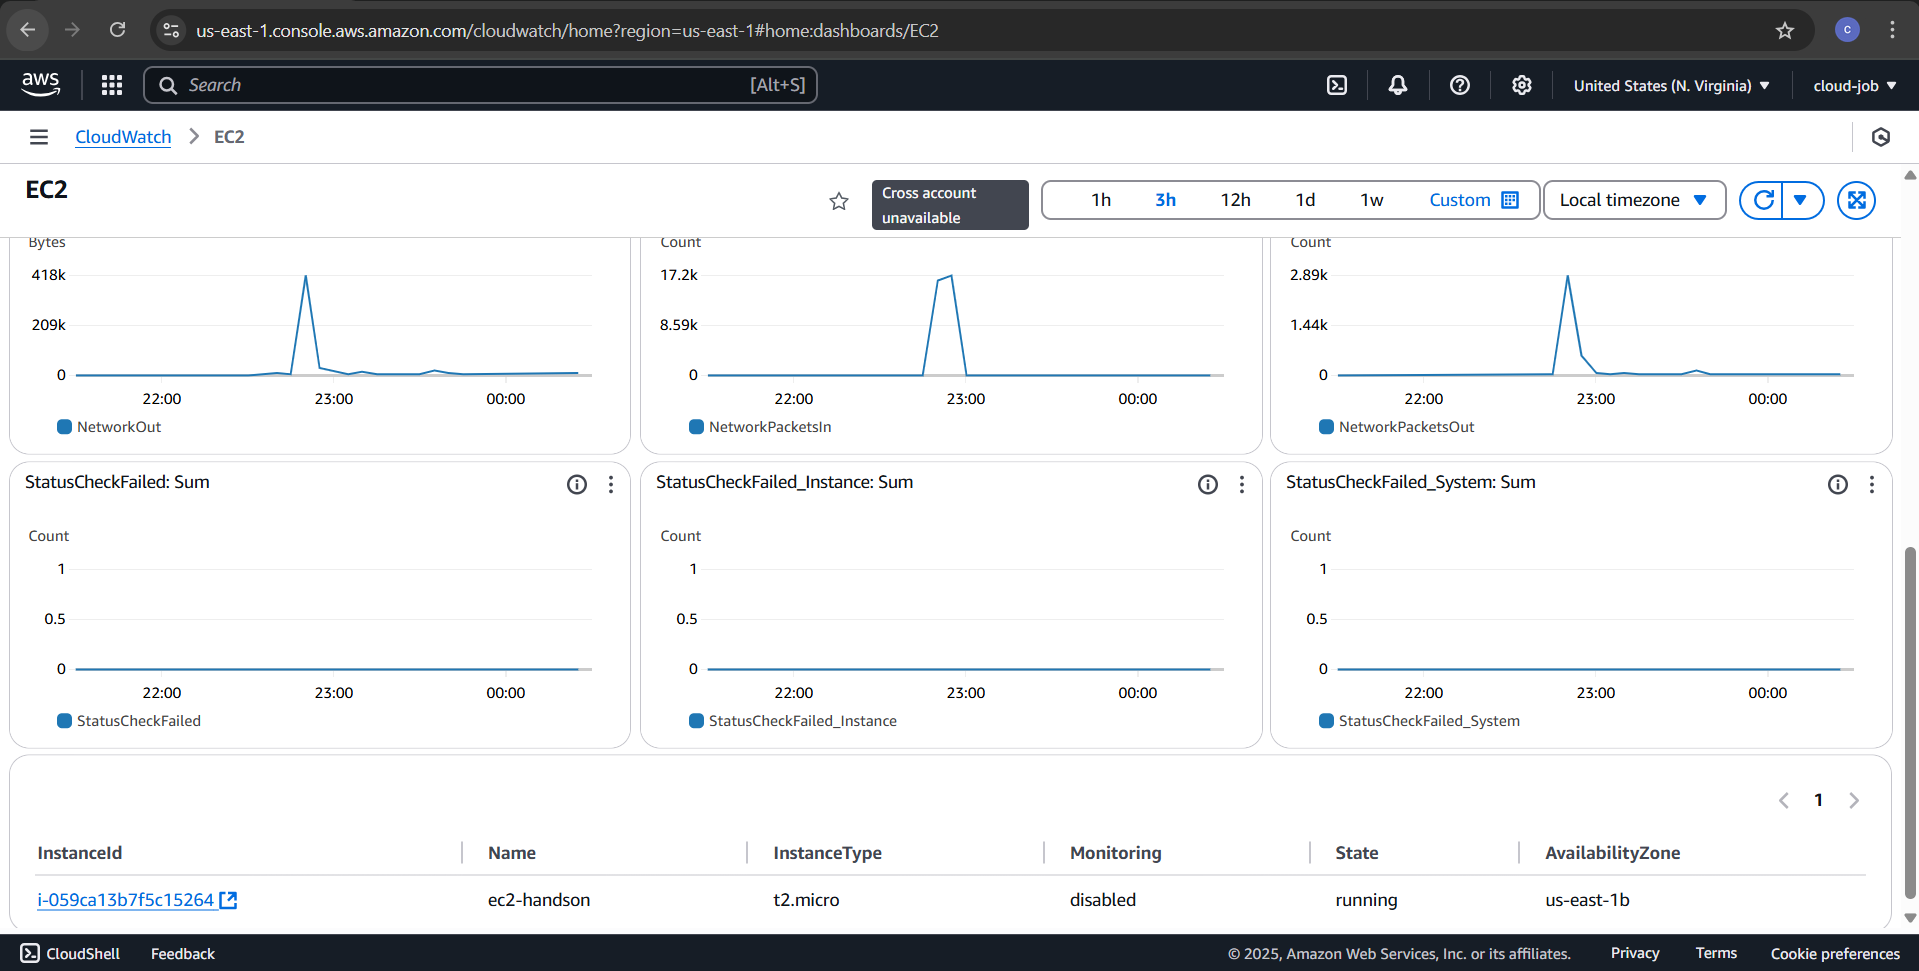 us-east-1.console.aws.amazon.com/cloudwatch/home?region=us-east-1#home:dashboards/EC2
C
aws
Search
[Alt+S]
United States (N. Virginia)
cloud-job
CloudWatch
EC2
EC2
Cross account
unavailable
1h
3h
12h
1d
1w
Custom
Local timezone
Bytes
418k
209k
0
22:00
23:00
00:00
NetworkOut
Count
17.2k
8.59k
0
22:00
23:00
00:00
NetworkPacketsIn
Count
2.89k
1.44k
0
22:00
23:00
00:00
NetworkPacketsOut
StatusCheckFailed: Sum
Count
1
0.5
0
22:00
23:00
00:00
StatusCheckFailed
StatusCheckFailed_Instance: Sum
Count
1
0.5
0
22:00
23:00
00:00
StatusCheckFailed_Instance
StatusCheckFailed_System: Sum
Count
1
0.5
0
22:00
23:00
00:00
StatusCheckFailed_System
1
InstanceId
Name
InstanceType
Monitoring
State
AvailabilityZone
i-059ca13b7f5c15264
ec2-handson
t2.micro
disabled
running
us-east-1b
CloudShell
Feedback
© 2025, Amazon Web Services, Inc. or its affiliates.
Privacy
Terms
Cookie preferences